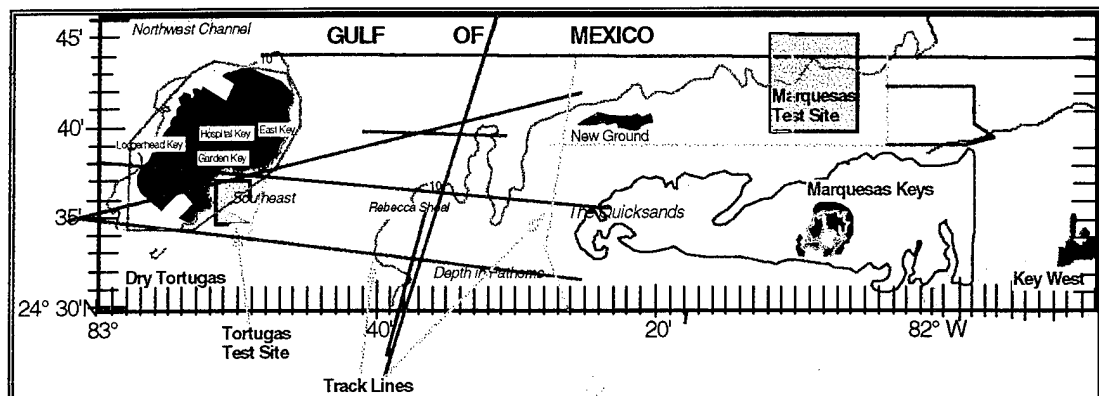 45'
Northwest Channel
GULF OF MEXICO
10
Marquesas
Test Site
40'
Hospital Key
East Key
New Ground
Loggerhead Key
Garden Key
10
Southeast
Rebecca Shoal
The Quicksands
Marquesas Keys
35'
Depth in Fathoms
Dry Tortugas
Key West
24° 30'N
83°
40'
20'
82° W
Tortugas
Test Site
Track Lines